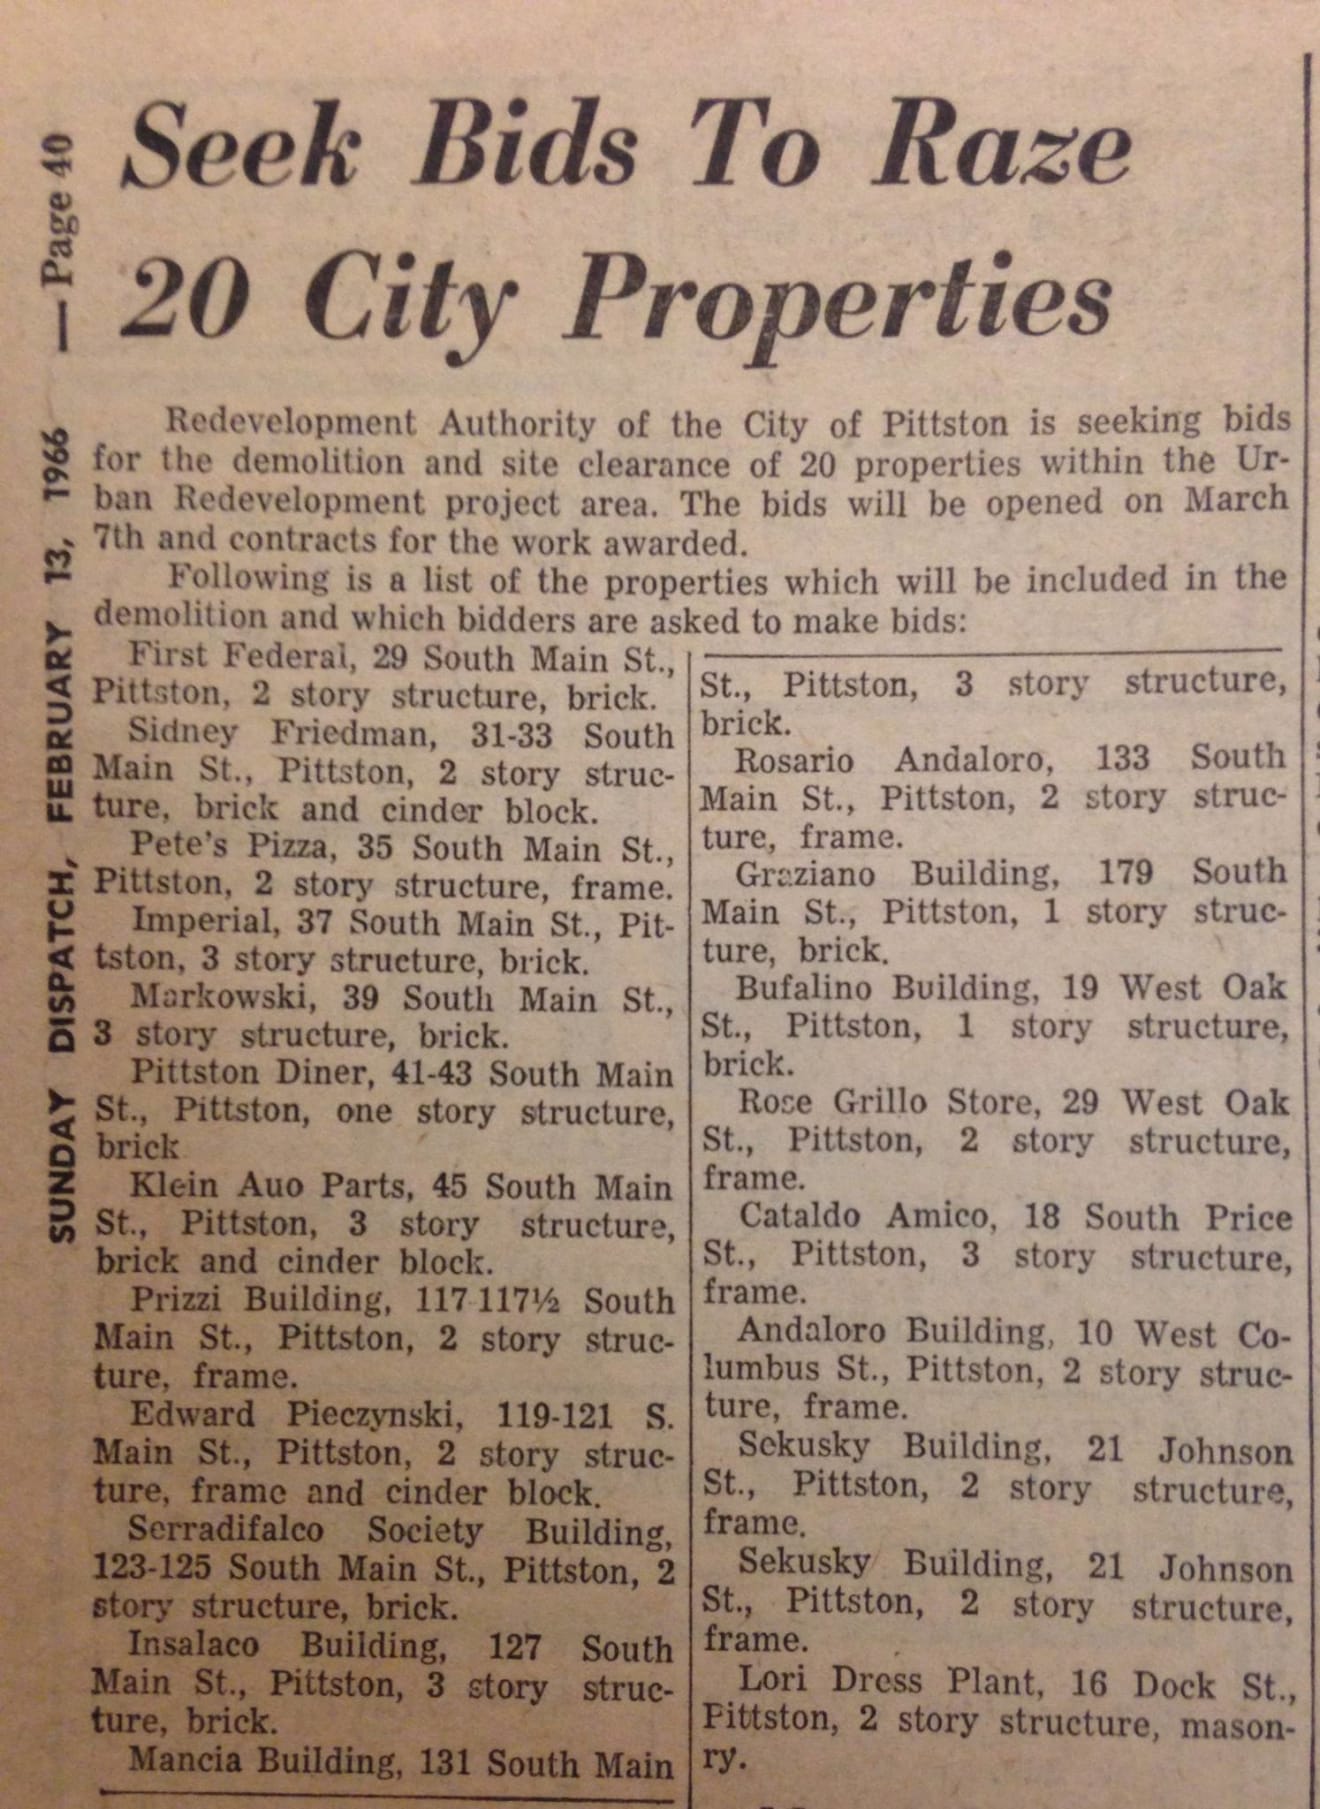 SUNDAY DISPATCH, FEBRUARY 13, 1966 — Page 40
Seek Bids To Raze
20 City Properties
Redevelopment Authority of the City of Pittston is seeking bids
for the demolition and site clearance of 20 properties within the Ur-
ban Redevelopment project area. The bids will be opened on March
7th and contracts for the work awarded.
Following is a list of the properties which will be included in the
demolition and which bidders are asked to make bids:
First Federal, 29 South Main St.,
Pittston, 2 story structure, brick.
Sidney Friedman, 31-33 South
Main St., Pittston, 2 story struc-
ture, brick and cinder block.
Pete's Pizza, 35 South Main St.,
Pittston, 2 story structure, frame.
Imperial, 37 South Main St., Pit-
tston, 3 story structure, brick.
Markowski, 39 South Main St.,
3 story structure, brick.
Pittston Diner, 41-43 South Main
St., Pittston, one story structure,
brick
Klein Auo Parts, 45 South Main
St., Pittston, 3 story structure,
brick and cinder block.
Prizzi Building, 117-117½ South
Main St., Pittston, 2 story struc-
ture, frame.
Edward Pieczynski, 119-121 S.
Main St., Pittston, 2 story struc-
ture, frame and cinder block.
Serradifalco Society Building,
123-125 South Main St., Pittston, 2
story structure, brick.
Insalaco Building, 127 South
Main St., Pittston, 3 story struc-
ture, brick.
Mancia Building, 131 South Main
St., Pittston, 3 story structure,
brick.
Rosario Andaloro, 133 South
Main St., Pittston, 2 story struc-
ture, frame.
Graziano Building, 179 South
Main St., Pittston, 1 story struc-
ture, brick.
Bufalino Building, 19 West Oak
St., Pittston, 1 story structure,
brick.
Rose Grillo Store, 29 West Oak
St., Pittston, 2 story structure,
frame.
Cataldo Amico, 18 South Price
St., Pittston, 3 story structure,
frame.
Andaloro Building, 10 West Co-
lumbus St., Pittston, 2 story struc-
ture, frame.
Sekusky Building, 21 Johnson
St., Pittston, 2 story structure,
frame.
Sekusky Building, 21 Johnson
St., Pittston, 2 story structure,
frame.
Lori Dress Plant, 16 Dock St.,
Pittston, 2 story structure, mason-
ry.